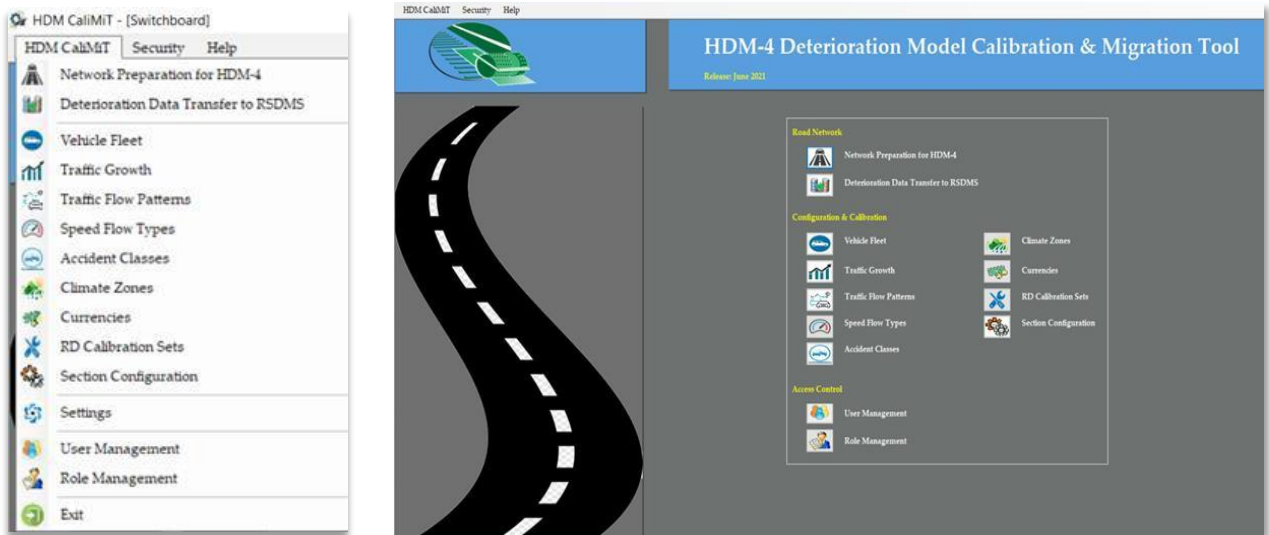 HDM CaliMiT - [Switchboard]
HDM CaliMiT Security Help
Network Preparation for HDM-4
Deterioration Data Transfer to RSDMS
Vehicle Fleet
Traffic Growth
Traffic Flow Patterns
Speed Flow Types
Accident Classes
Climate Zones
Currencies
RD Calibration Sets
Section Configuration
Settings
User Management
Role Management
Exit
HDM CaliMiT Security Help
HDM-4 Deterioration Model Calibration & Migration Tool
Release: June 2021
Road Network
Network Preparation for HDM-4
Deterioration Data Transfer to RSDMS
Configuration & Calibration
Vehicle Fleet
Traffic Growth
Traffic Flow Patterns
Speed Flow Types
Accident Classes
Climate Zones
Currencies
RD Calibration Sets
Section Configuration
Access Control
User Management
Role Management